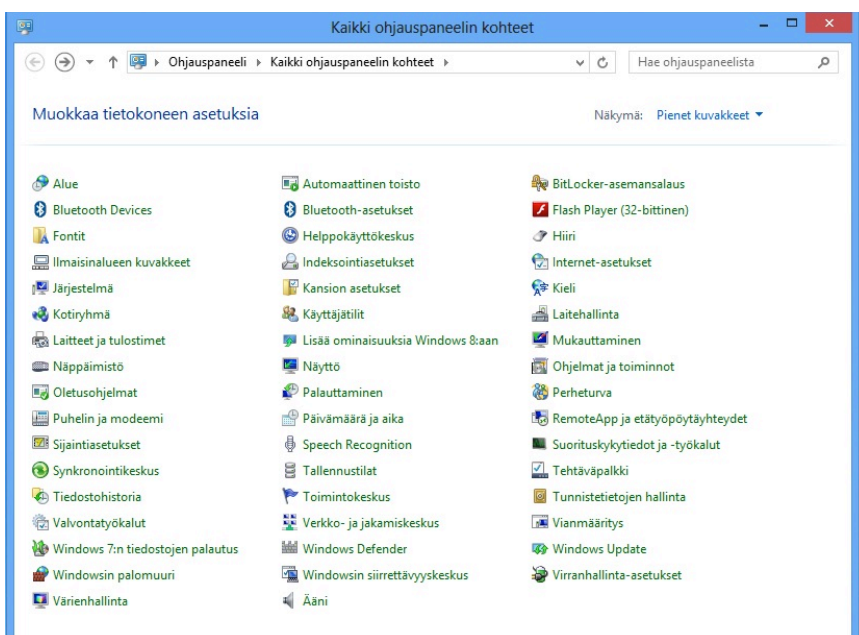 Kaikki ohjauspaneelin kohteet
Ohjauspaneeli Kaikki ohjauspaneelin kohteet Hae ohjauspaneelista
Muokkaa tietokoneen asetuksia Näkymä: Pienet kuvakkeet
Alue Automaattinen toisto BitLocker-asemansalaus
Bluetooth Devices Bluetooth-asetukset Flash Player (32-bittinen)
Fontit Helppokäyttökeskus Hiiri
Ilmaisinalueen kuvakkeet Indeksointiasetukset Internet-asetukset
Järjestelmä Kansion asetukset Kieli
Kotiryhmä Käyttäjätilit Laitehallinta
Laitteet ja tulostimet Lisää ominaisuuksia Windows 8:aan Mukauttaminen
Näppäimistö Näyttö Ohjelmat ja toiminnot
Oletusohjelmat Palauttaminen Perheturva
Puhelin ja modeemi Päivämäärä ja aika RemoteApp ja etätyöpöytäyhteydet
Sijaintiasetukset Speech Recognition Suorituskykytiedot ja -työkalut
Synkronointikeskus Tallennustilat Tehtäväpalkki
Tiedostohistoria Toimintokeskus Tunnistetietojen hallinta
Valvontatyökalut Verkko- ja jakamiskeskus Vianmääritys
Windows 7:n tiedostojen palautus Windows Defender Windows Update
Windowsin palomuuri Windowsin siirrettävyyskeskus Virranhallinta-asetukset
Värienhallinta Ääni